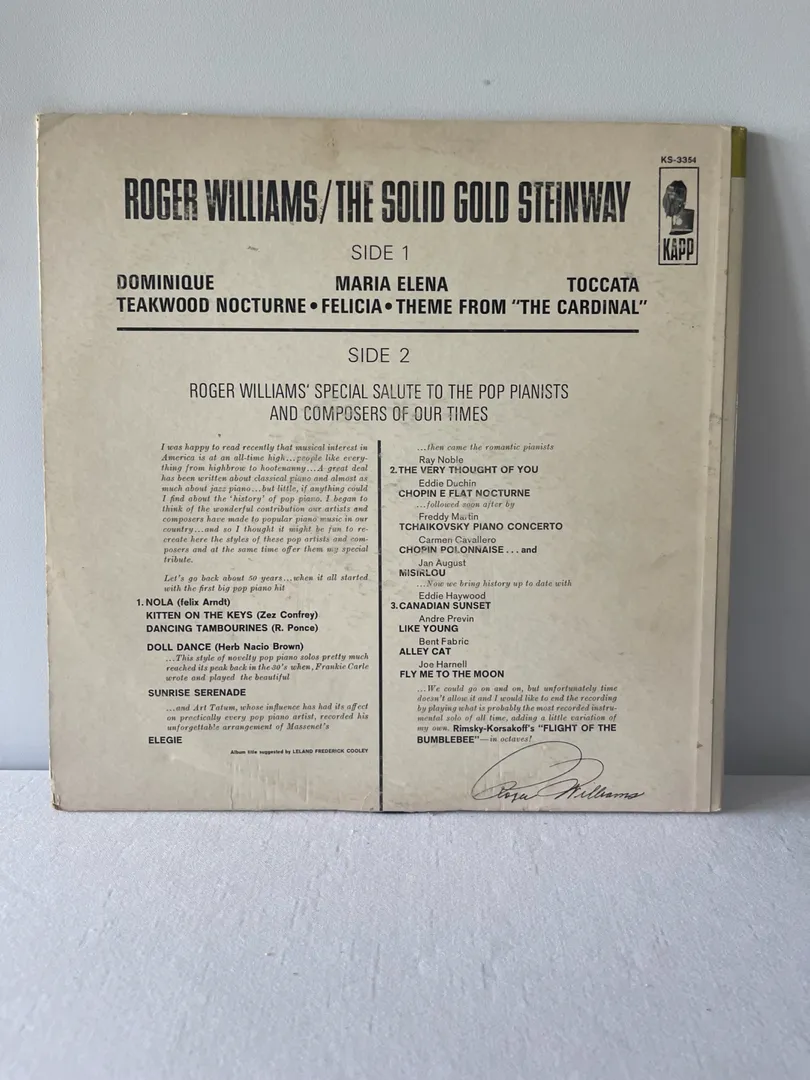 KS-3354
KAPP
ROGER WILLIAMS/THE SOLID GOLD STEINWAY
SIDE 1
DOMINIQUE MARIA ELENA TOCCATA
TEAKWOOD NOCTURNE • FELICIA • THEME FROM "THE CARDINAL"
SIDE 2
ROGER WILLIAMS' SPECIAL SALUTE TO THE POP PIANISTS
AND COMPOSERS OF OUR TIMES
I was happy to read recently that musical interest in
America is at an all-time high...people like every-
thing from highbrow to hootenanny...A great deal
has been written about classical piano and almost as
much about jazz piano...but little, if anything could
I find about the 'history' of pop piano. I began to
think of the wonderful contribution our artists and
composers have made to popular piano music in our
country...and so I thought it might be fun to re-
create here the styles of these pop artists and com-
posers and at the same time offer them my special
tribute.
Let's go back about 50 years...when it all started
with the first big pop piano hit
1. NOLA (felix Arndt)
KITTEN ON THE KEYS (Zez Confrey)
DANCING TAMBOURINES (R. Ponce)
DOLL DANCE (Herb Nacio Brown)
...This style of novelty pop piano solos pretty much
reached its peak back in the 30's when, Frankie Carle
wrote and played the beautiful
SUNRISE SERENADE
...and Art Tatum, whose influence has had its affect
on practically every pop piano artist, recorded his
unforgettable arrangement of Massenet's
ELEGIE
Album title suggested by LELAND FREDERICK COOLEY
...then came the romantic pianists
Ray Noble
2.THE VERY THOUGHT OF YOU
Eddie Duchin
CHOPIN E FLAT NOCTURNE
...followed soon after by
Freddy Martin
TCHAIKOVSKY PIANO CONCERTO
Carmen Cavallero
CHOPIN POLONNAISE...and
Jan August
MISIRLOU
...Now we bring history up to date with
Eddie Haywood
3.CANADIAN SUNSET
Andre Previn
LIKE YOUNG
Bent Fabric
ALLEY CAT
Joe Harnell
FLY ME TO THE MOON
...We could go on and on, but unfortunately time
doesn't allow it and I would like to end the recording
by playing what is probably the most recorded instru-
mental solo of all time, adding a little variation of
my own. Rimsky-Korsakoff's "FLIGHT OF THE
BUMBLEBEE"—in octaves!
Roger Williams